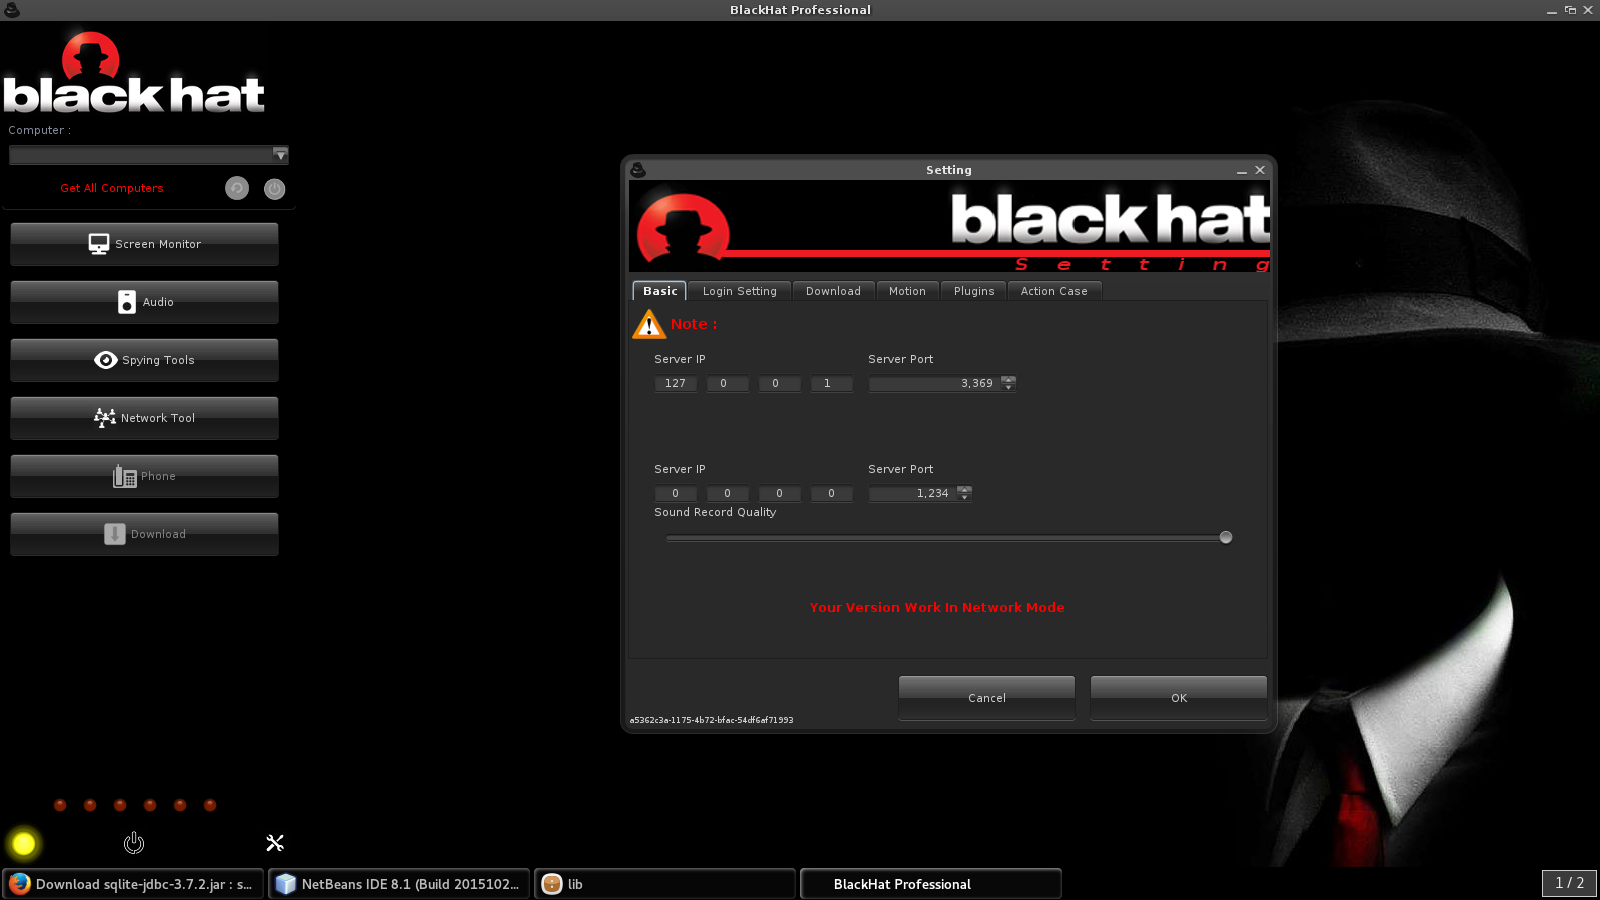 BlackHat Professional
black hat
Computer :
Get All Computers
Screen Monitor
Audio
Spying Tools
Network Tool
Phone
Download
Setting
black hat
Setting
Basic Login Setting Download Motion Plugins Action Case
Note :
Server IP Server Port
127 0 0 1 3,369
Server IP Server Port
0 0 0 0 1,234
Sound Record Quality
Your Version Work In Network Mode
Cancel OK
a5362c3a-1175-4b72-bfac-54df6af71993
Download sqlite-jdbc-3.7.2.jar : s... NetBeans IDE 8.1 (Build 2015102... lib BlackHat Professional 1 / 2